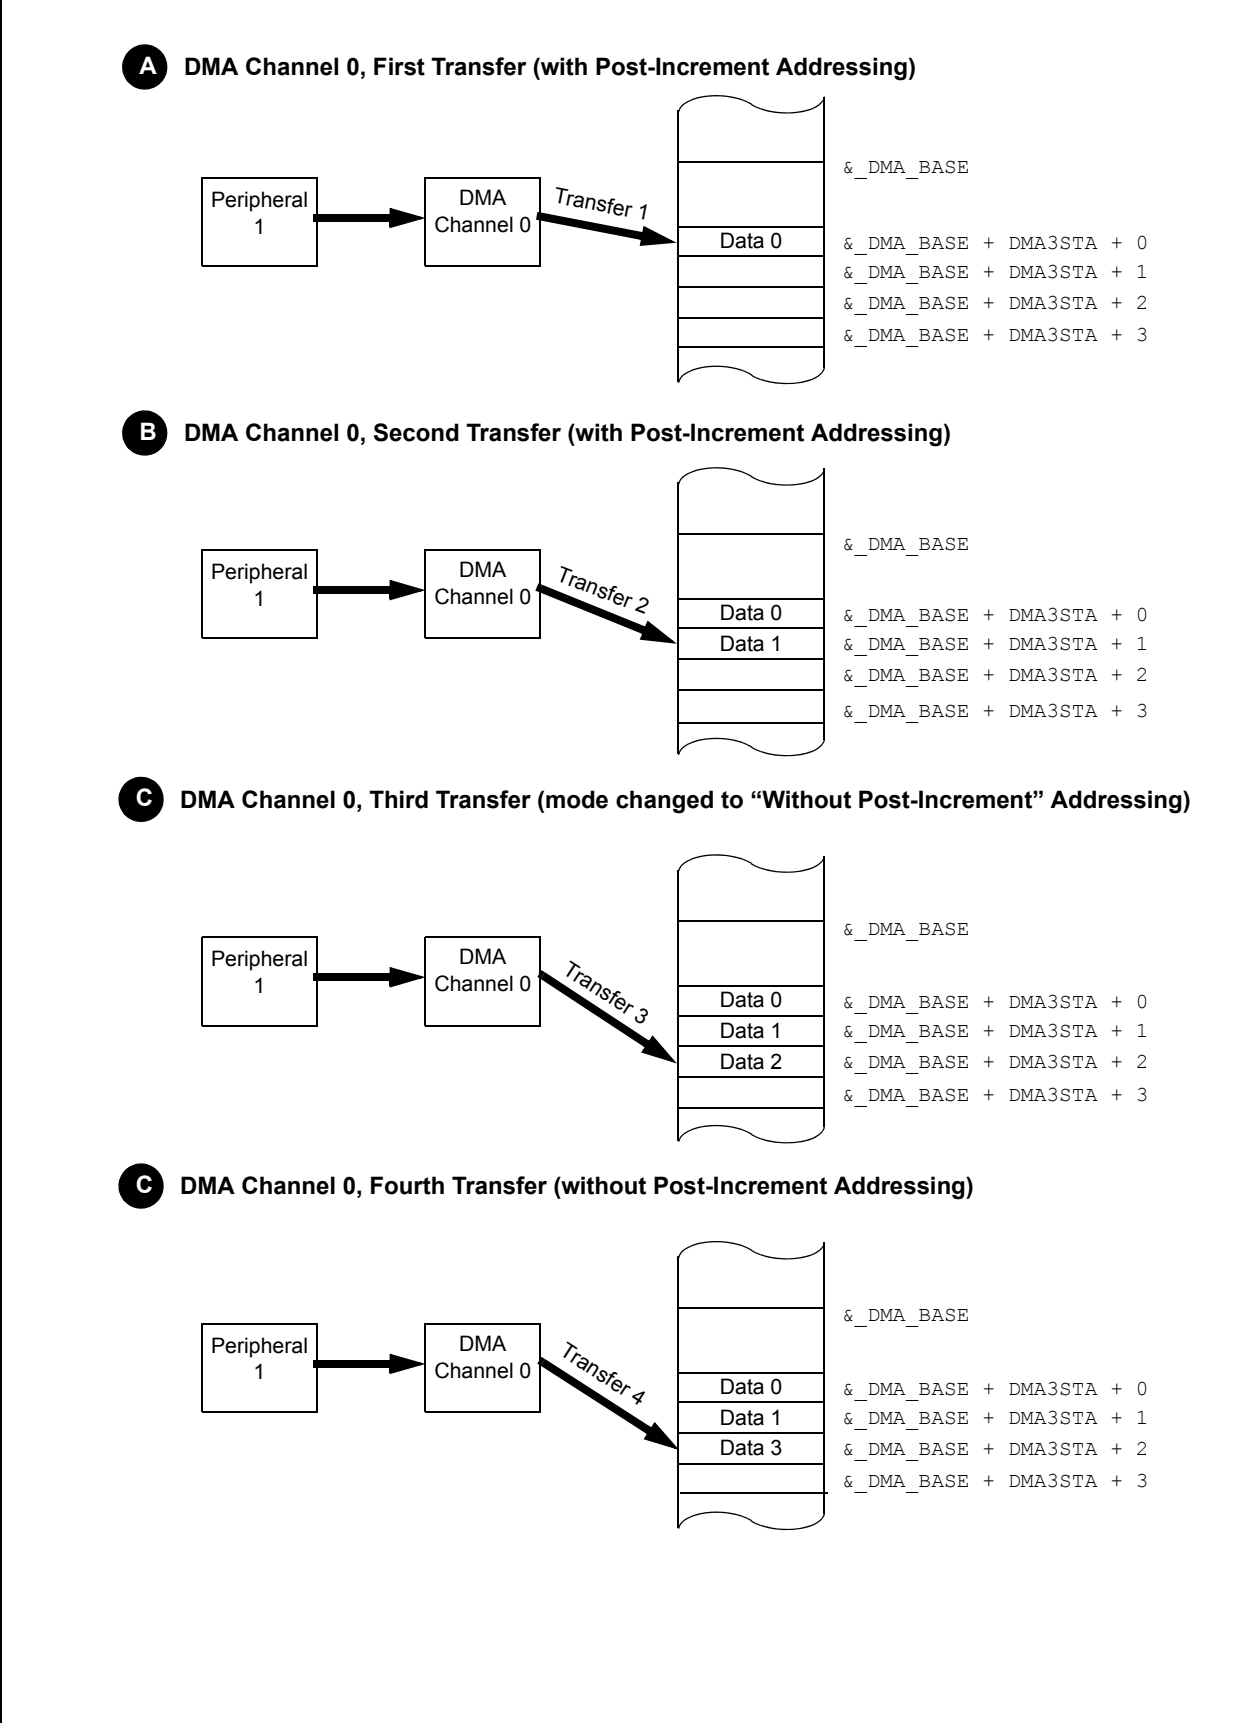 A DMA Channel 0, First Transfer (with Post-Increment Addressing)
&_DMA_BASE
Peripheral
1
DMA
Channel 0
Transfer 1
Data 0
&_DMA_BASE + DMA3STA + 0
&_DMA_BASE + DMA3STA + 1
&_DMA_BASE + DMA3STA + 2
&_DMA_BASE + DMA3STA + 3
B DMA Channel 0, Second Transfer (with Post-Increment Addressing)
&_DMA_BASE
Peripheral
1
DMA
Channel 0
Transfer 2
Data 0
&_DMA_BASE + DMA3STA + 0
Data 1
&_DMA_BASE + DMA3STA + 1
&_DMA_BASE + DMA3STA + 2
&_DMA_BASE + DMA3STA + 3
C DMA Channel 0, Third Transfer (mode changed to “Without Post-Increment” Addressing)
&_DMA_BASE
Peripheral
1
DMA
Channel 0
Transfer 3
Data 0
&_DMA_BASE + DMA3STA + 0
Data 1
&_DMA_BASE + DMA3STA + 1
Data 2
&_DMA_BASE + DMA3STA + 2
&_DMA_BASE + DMA3STA + 3
C DMA Channel 0, Fourth Transfer (without Post-Increment Addressing)
&_DMA_BASE
Peripheral
1
DMA
Channel 0
Transfer 4
Data 0
&_DMA_BASE + DMA3STA + 0
Data 1
&_DMA_BASE + DMA3STA + 1
Data 3
&_DMA_BASE + DMA3STA + 2
&_DMA_BASE + DMA3STA + 3